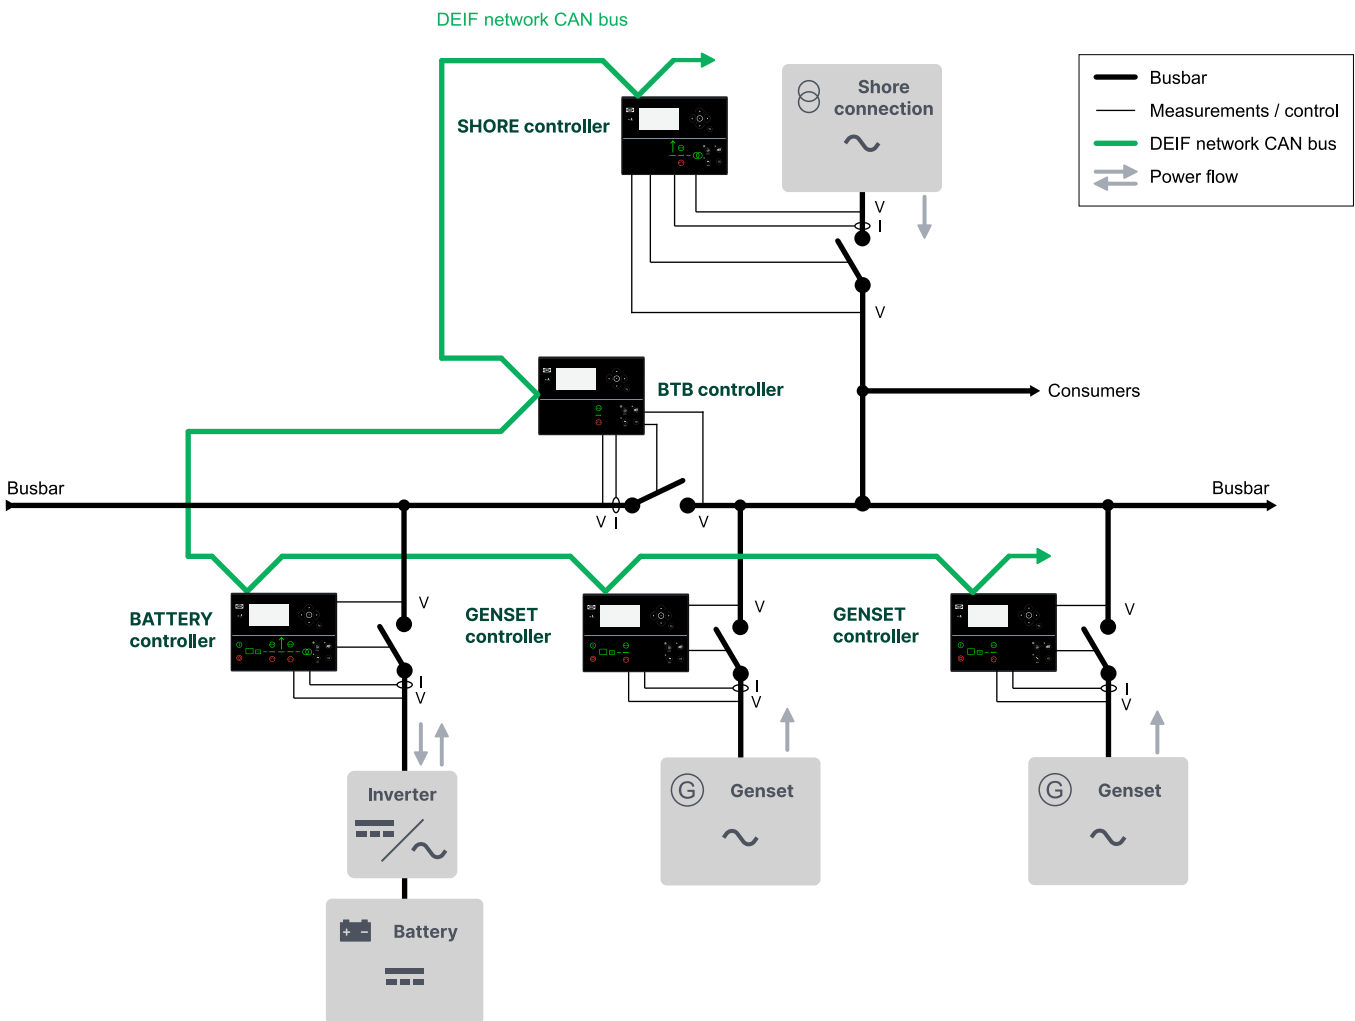 DEIF network CAN bus
Busbar
Measurements / control
DEIF network CAN bus
Power flow
Shore
connection
SHORE controller
V
I
V
BTB controller
Consumers
Busbar
Busbar
V
I
V
BATTERY
controller
V
I
V
GENSET
controller
V
I
V
GENSET
controller
V
I
V
Inverter
G
Genset
G
Genset
Battery